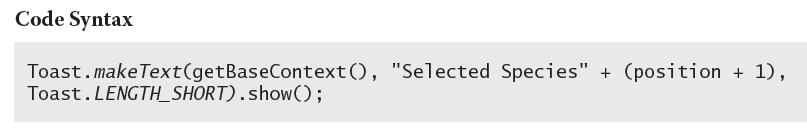 Code Syntax
Toast.makeText(getBaseContext(), "Selected Species" + (position + 1),
Toast.LENGTH_SHORT).show();